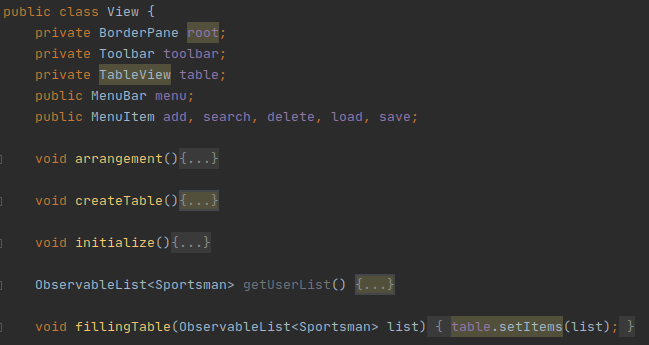 public class View {
private BorderPane root;
private Toolbar toolbar;
private TableView table;
public MenuBar menu;
public MenuItem add, search, delete, load, save;
void arrangement(){...}
void createTable(){...}
void initialize(){...}
ObservableList<Sportsman> getUserList() {...}
void fillingTable(ObservableList<Sportsman> list) { table.setItems(list); }